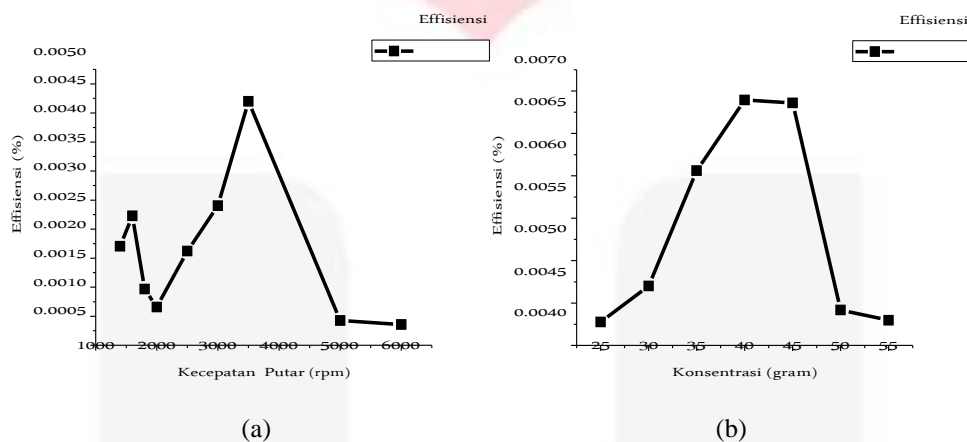 Effisiensi
0.0050
0.0045
0.0040
0.0035
0.0030
0.0025
0.0020
0.0015
0.0010
0.0005
Effisiensi (%)
1000 2000 3000 4000 5000 6000
Kecepatan Putar (rpm)
(a)
Effisiensi
0.0070
0.0065
0.0060
0.0055
0.0050
0.0045
0.0040
Effisiensi (%)
25 30 35 40 45 50 55
Konsentrasi (gram)
(b)